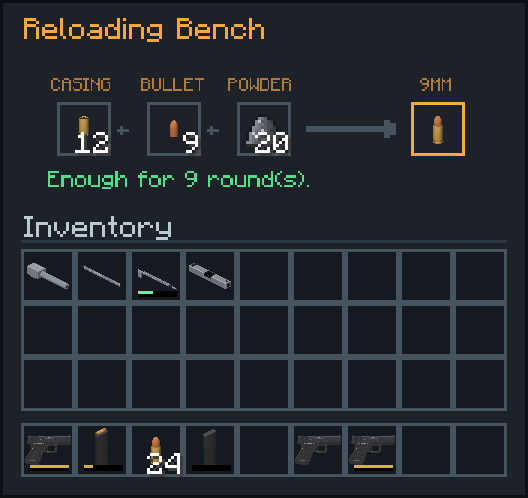 Reloading Bench
CASING BULLET POWDER 9MM
12 9 20
Enough for 9 round(s).
Inventory
24